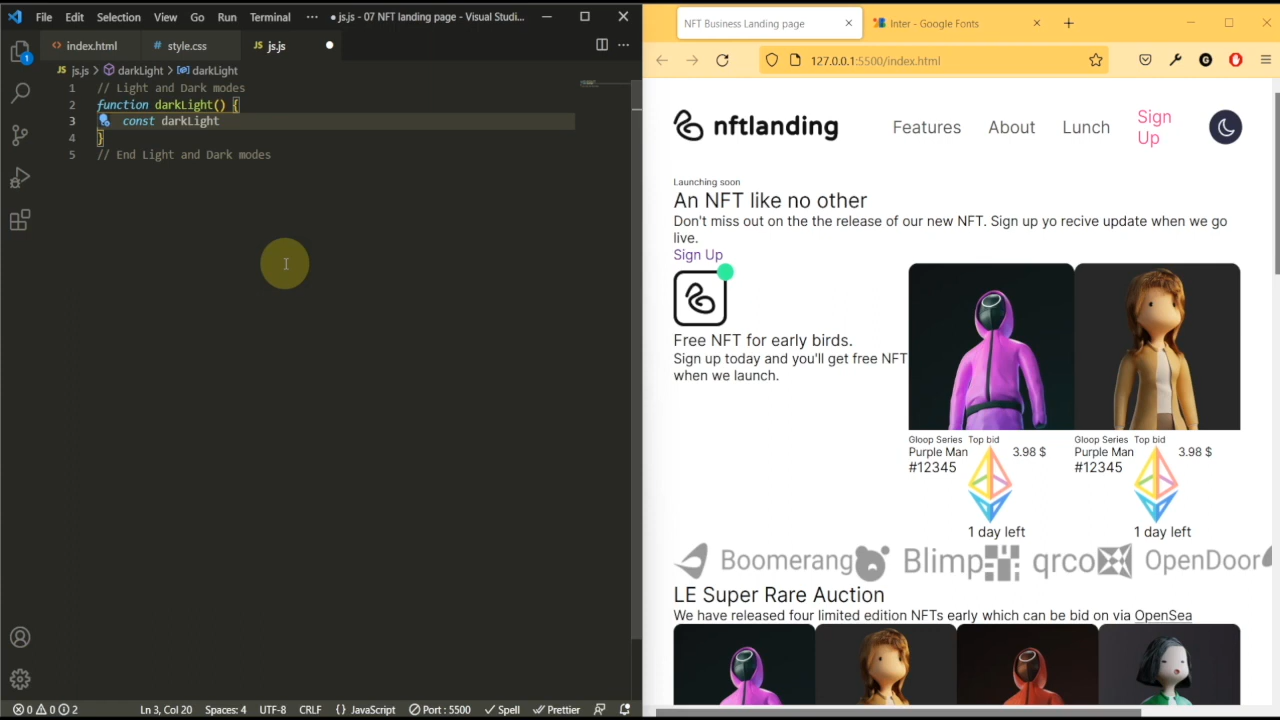 File Edit Selection View Go Run Terminal ··· ● js.js - 07 NFT landing page - Visual Studi...
index.html
style.css
js.js
js.js > darkLight > darkLight
1 // Light and Dark modes
2 function darkLight() {
3 const darkLight
4 }
5 // End Light and Dark modes
1
0 0 2 Ln 3, Col 20 Spaces: 4 UTF-8 CRLF {} JavaScript Port : 5500 Spell Prettier
NFT Business Landing page
Inter - Google Fonts
127.0.0.1:5500/index.html
nftlanding
Features About Lunch Sign Up
Launching soon
An NFT like no other
Don't miss out on the the release of our new NFT. Sign up yo recive update when we go
live.
Sign Up
Free NFT for early birds.
Sign up today and you'll get free NFT
when we launch.
Gloop Series Top bid
Purple Man 3.98 $
#12345
1 day left
Gloop Series Top bid
Purple Man 3.98 $
#12345
1 day left
Boomerang Blimp qrco OpenDoor
LE Super Rare Auction
We have released four limited edition NFTs early which can be bid on via OpenSea